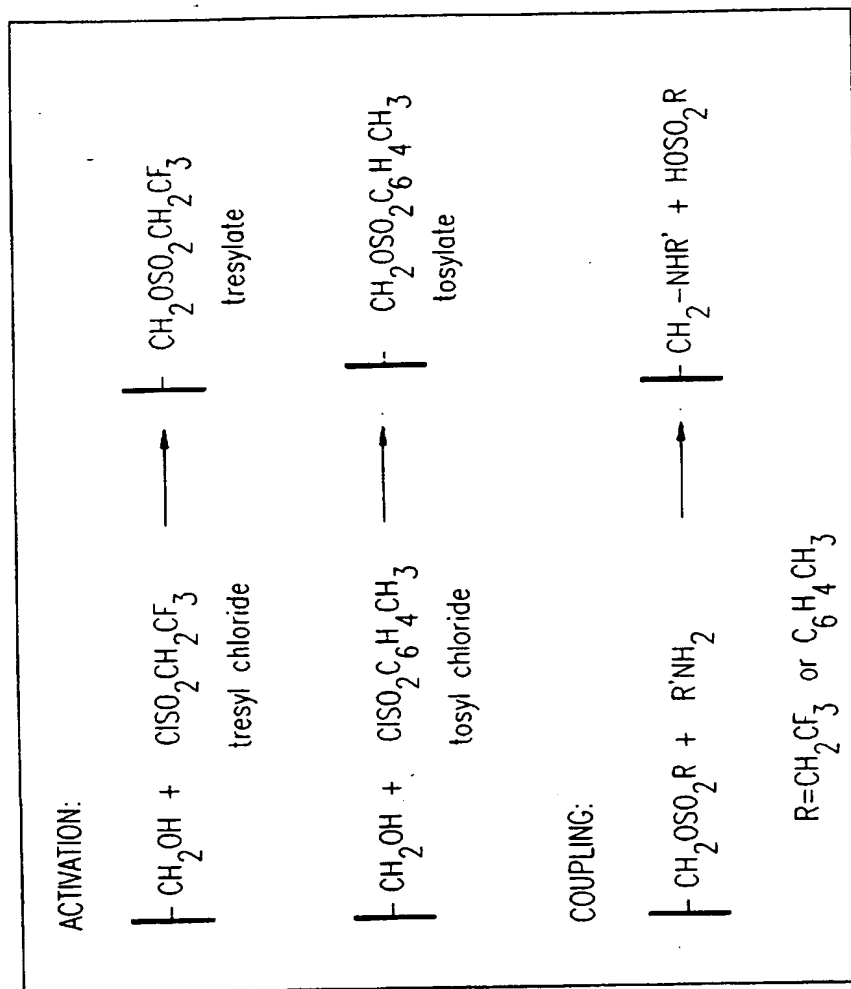 ACTIVATION:
CH2OH + ClSO2CH2CF3 → CH2OSO2CH2CF3
tresyl chloride tresylate
CH2OH + ClSO2C6H4CH3 → CH2OSO2C6H4CH3
tosyl chloride tosylate
COUPLING:
CH2OSO2R + R'NH2 → CH2-NHR' + HOSO2R
R=CH2CF3 or C6H4CH3